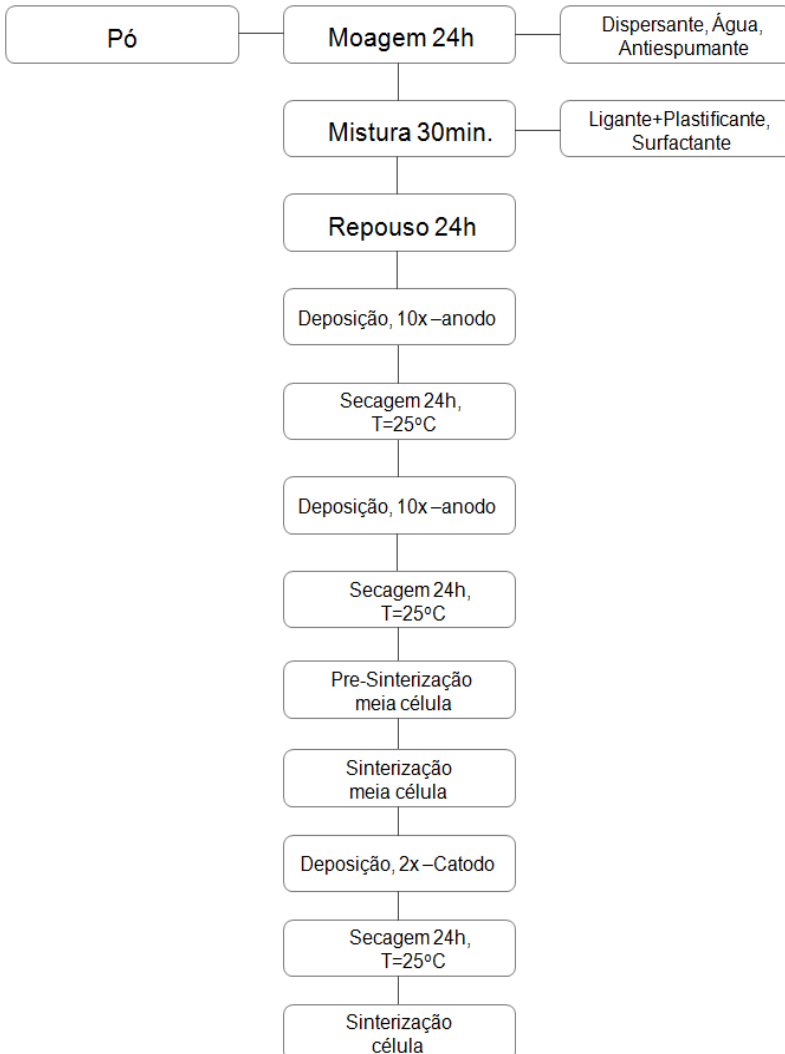 Pó
Moagem 24h
Dispersante, Água,
Antiespumante
Mistura 30min.
Ligante+Plastificante,
Surfactante
Repouso 24h
Deposição, 10x –anodo
Secagem 24h,
T=25ºC
Deposição, 10x –anodo
Secagem 24h,
T=25ºC
Pre-Sinterização
meia célula
Sinterização
meia célula
Deposição, 2x –Catodo
Secagem 24h,
T=25ºC
Sinterização
célula